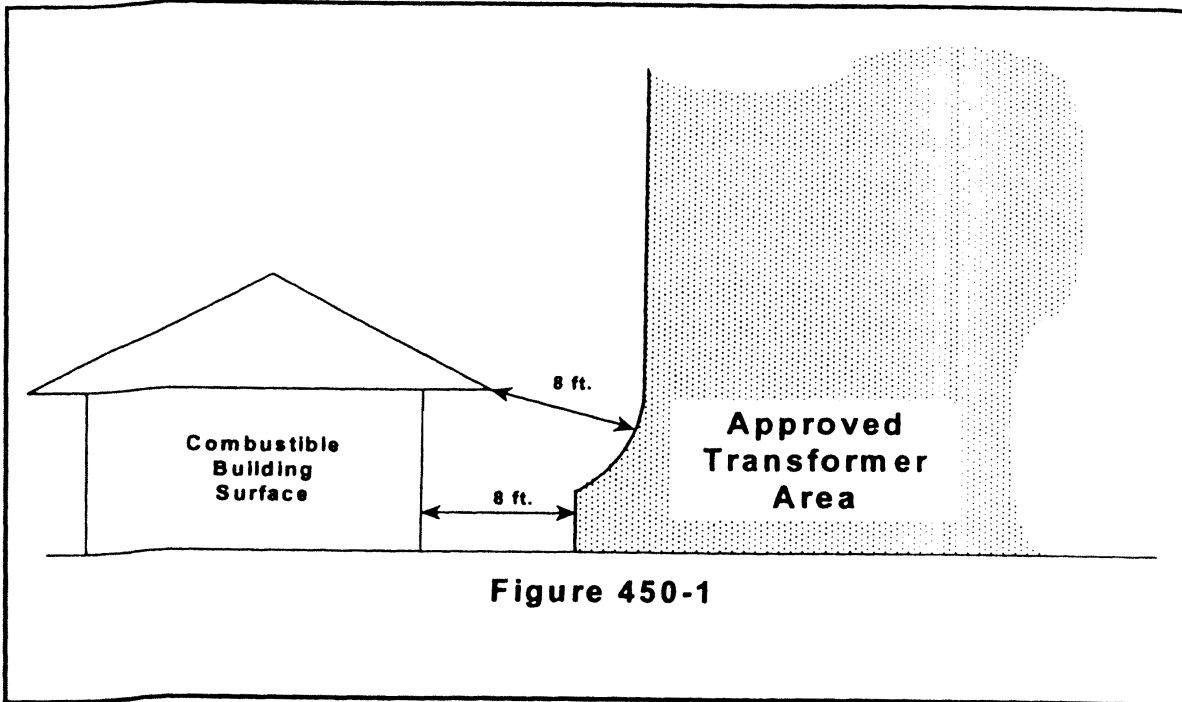 8 ft.
Combustible
Building
Surface
8 ft.
Approved
Transformer
Area
Figure 450-1